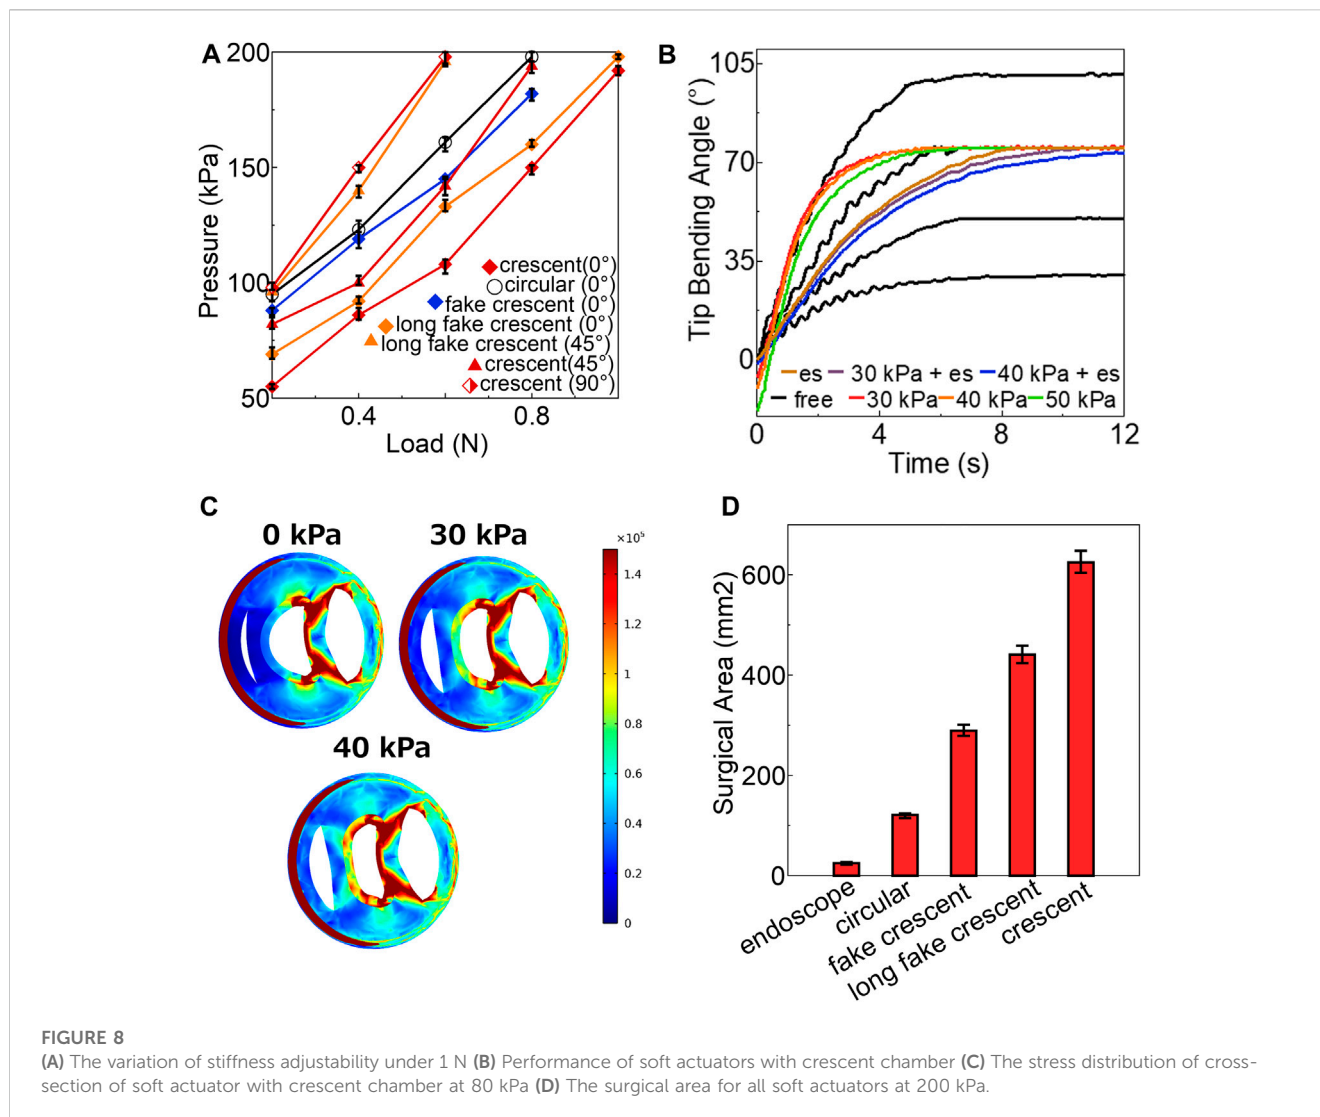 A
200
150
100
50
Pressure (kPa)
0.4
0.8
Load (N)
crescent(0°)
circular (0°)
fake crescent (0°)
long fake crescent (0°)
long fake crescent (45°)
crescent(45°)
crescent (90°)
B
105
70
35
0
Tip Bending Angle (°)
es 30 kPa + es 40 kPa + es
free 30 kPa 40 kPa 50 kPa
0 4 8 12
Time (s)
C
0 kPa
30 kPa
40 kPa
×10⁵
1.4
1.2
1
0.8
0.6
0.4
0.2
0
D
600
400
200
0
Surgical Area (mm2)
endoscope
circular
fake crescent
long fake crescent
crescent
FIGURE 8
(A) The variation of stiffness adjustability under 1 N (B) Performance of soft actuators with crescent chamber (C) The stress distribution of cross-
section of soft actuator with crescent chamber at 80 kPa (D) The surgical area for all soft actuators at 200 kPa.